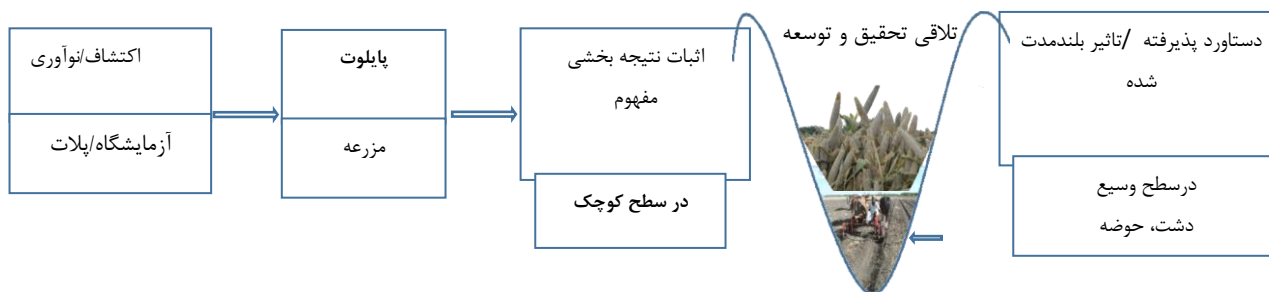 اکتشاف/نوآوری
آزمایشگاه/پلات
پایلوت
مزرعه
اثبات نتیجه بخشی
مفهوم
در سطح کوچک
تلاقی تحقیق و توسعه
دستاورد پذیرفته /تاثیر بلندمدت
شده
درسطح وسیع
دشت، حوضه